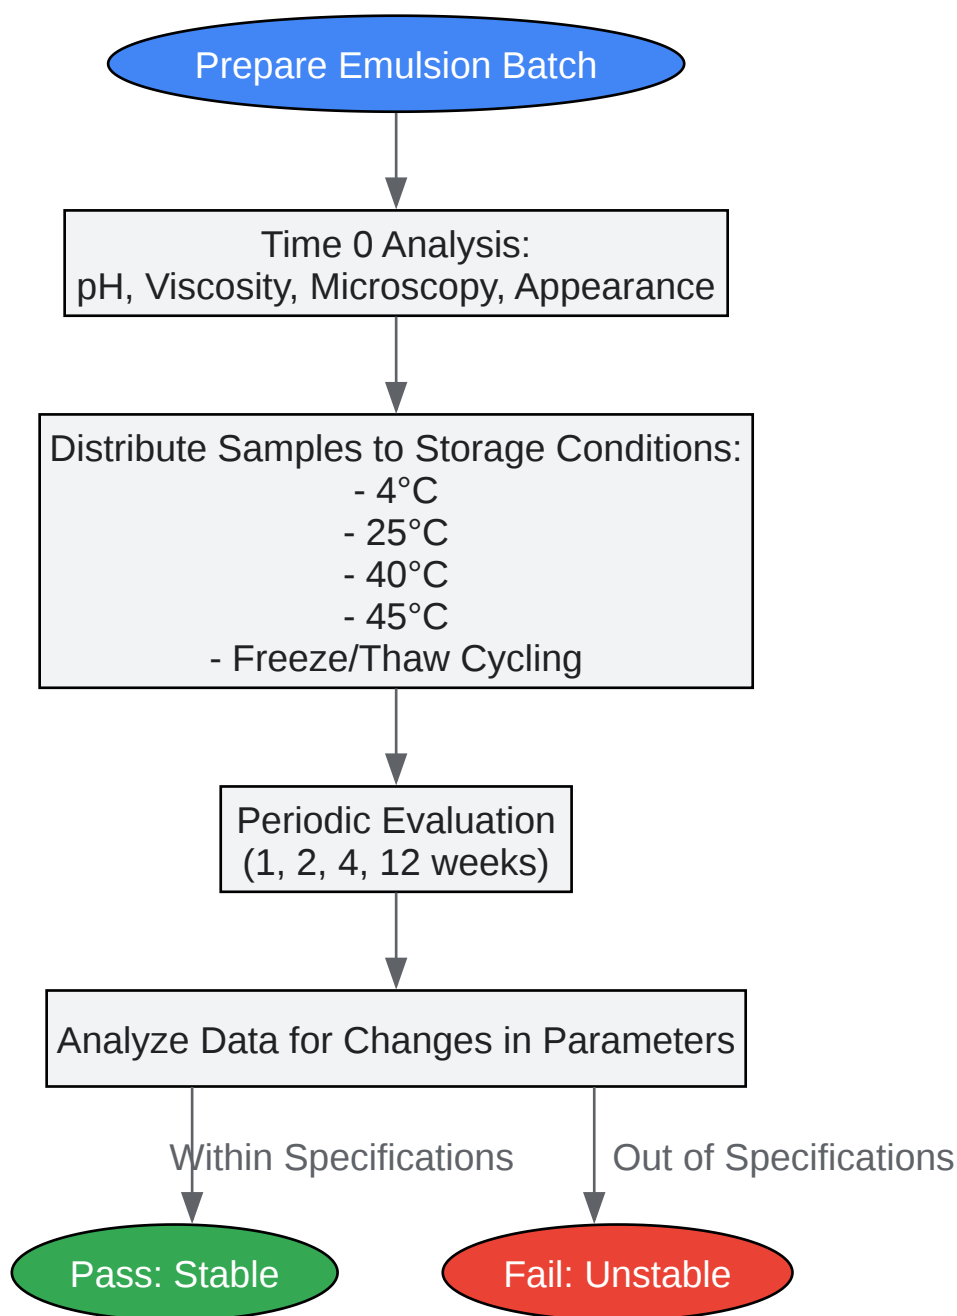 Prepare Emulsion Batch
Time 0 Analysis:
pH, Viscosity, Microscopy, Appearance
Distribute Samples to Storage Conditions:
- 4°C
- 25°C
- 40°C
- 45°C
- Freeze/Thaw Cycling
Periodic Evaluation
(1, 2, 4, 12 weeks)
Analyze Data for Changes in Parameters
Within Specifications
Out of Specifications
Pass: Stable
Fail: Unstable